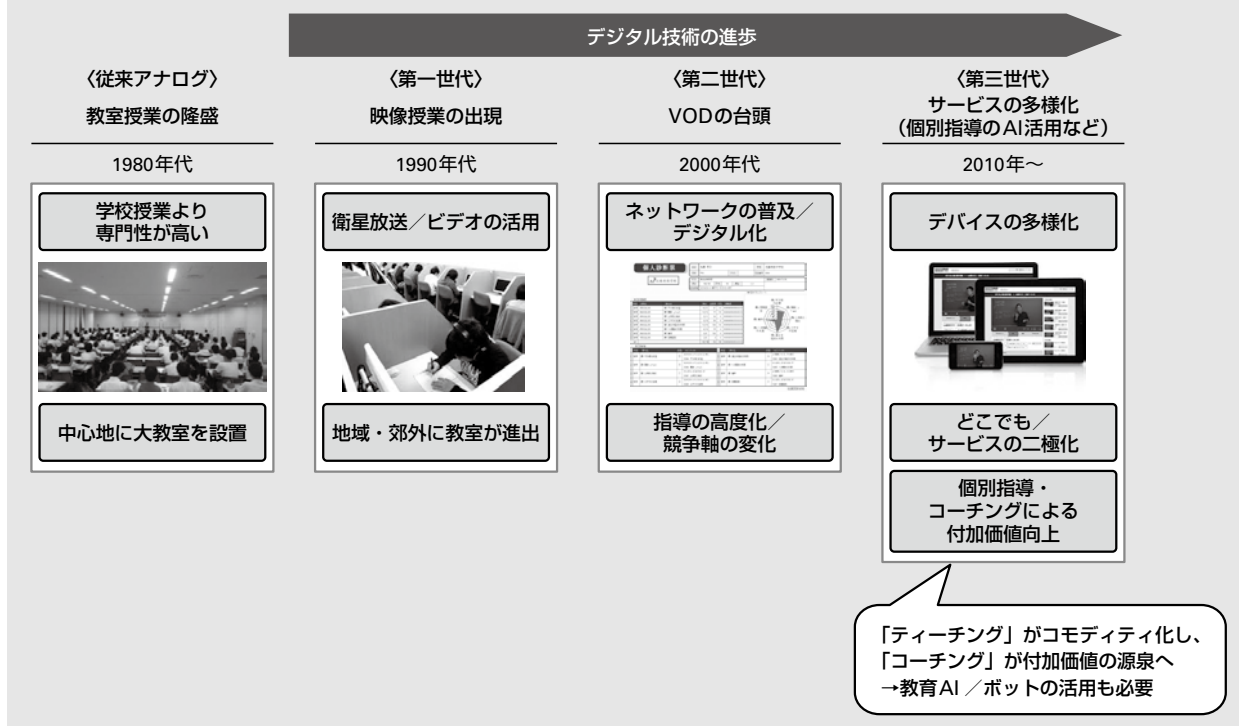 デジタル技術の進歩
〈従来アナログ〉
教室授業の隆盛
1980年代
学校授業より
専門性が高い
中心地に大教室を設置
〈第一世代〉
映像授業の出現
1990年代
衛星放送／ビデオの活用
地域・郊外に教室が進出
〈第二世代〉
VODの台頭
2000年代
ネットワークの普及／
デジタル化
個人診断票
指導の高度化／
競争軸の変化
〈第三世代〉
サービスの多様化
（個別指導のAI活用など）
2010年～
デバイスの多様化
どこでも／
サービスの二極化
個別指導・
コーチングによる
付加価値向上
「ティーチング」がコモディティ化し、
「コーチング」が付加価値の源泉へ
→教育AI／ボットの活用も必要